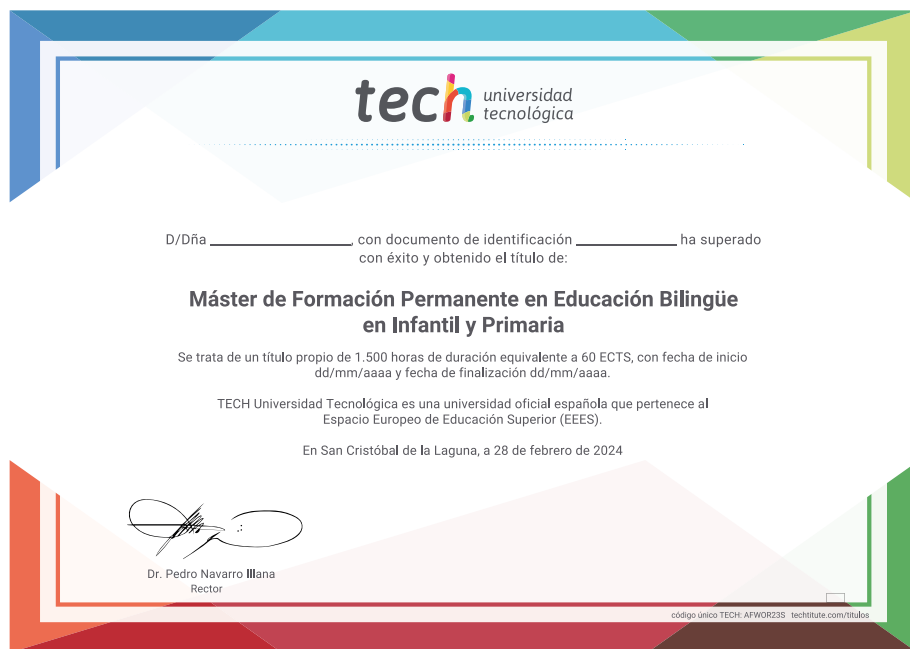 tech universidad
tecnológica
D/Dña ___________________, con documento de identificación ______________ ha superado
con éxito y obtenido el título de:
Máster de Formación Permanente en Educación Bilingüe
en Infantil y Primaria
Se trata de un título propio de 1.500 horas de duración equivalente a 60 ECTS, con fecha de inicio
dd/mm/aaaa y fecha de finalización dd/mm/aaaa.
TECH Universidad Tecnológica es una universidad oficial española que pertenece al
Espacio Europeo de Educación Superior (EEES).
En San Cristóbal de la Laguna, a 28 de febrero de 2024
Dr. Pedro Navarro Illana
Rector
código único TECH: AFWOR23S techtitute.com/titulos